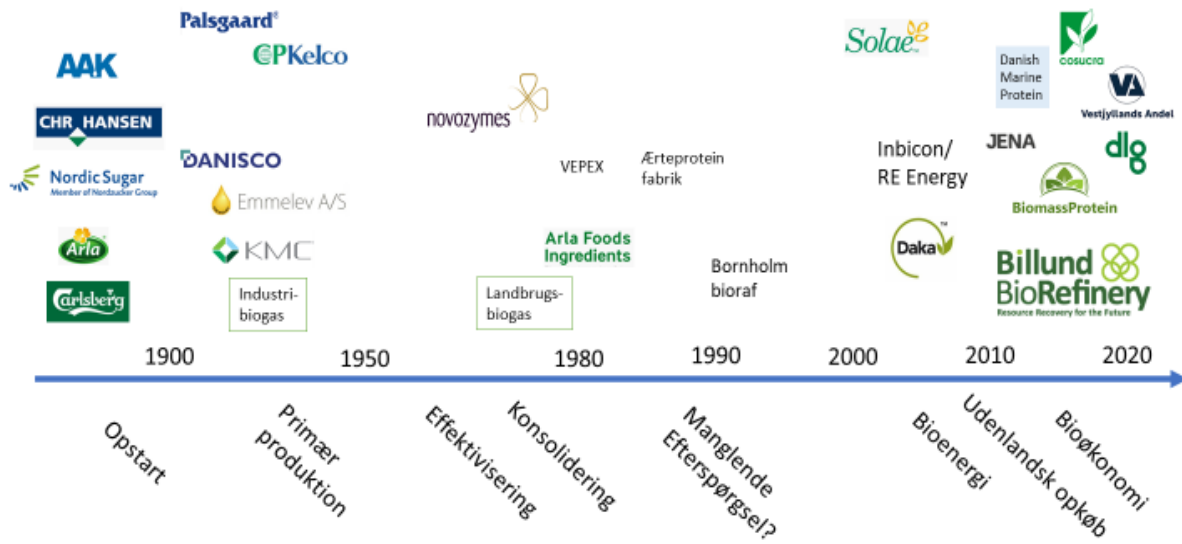 Palsgaard®
CPKelco
AAK
CHR HANSEN
DANISCO
Nordic Sugar
Member of Nordzucker Group
Emmelev A/S
Arla
KMC
Carlsberg
Industri-
biogas
novozymes
VEPEX
Ærteprotein
fabrik
Arla Foods
Ingredients
Landbrugs-
biogas
Bornholm
bioraf
Solae™
Inbicon/
RE Energy
Daka™
Danish
Marine
Protein
cosucra
VA
Vestjyllands Andel
JENA
dlg
BiomassProtein
Billund
BioRefinery
Resource Recovery for the Future
1900
1950
1980
1990
2000
2010
2020
Opstart
Primær
produktion
Effektivisering
Konsolidering
Manglende
Efterspørgsel?
Bioenergi
Udenlandsk opkøb
Bioøkonomi